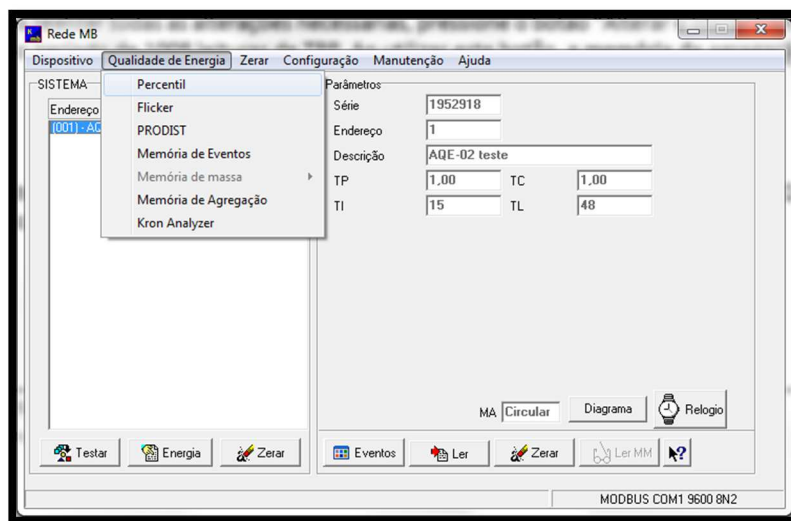 Rede MB
Dispositivo Qualidade de Energia Zerar Configuração Manutenção Ajuda
SISTEMA
Endereço
(001) - AQ
Percentil
Flicker
PRODIST
Memória de Eventos
Memória de massa
Memória de Agregação
Kron Analyzer
Parâmetros
Série 1952918
Endereço 1
Descrição AQE-02 teste
TP 1,00 TC 1,00
TI 15 TL 48
MA Circular Diagrama Relogio
Testar Energia Zerar Eventos Ler Zerar Ler MM
MODBUS COM1 9600 8N2